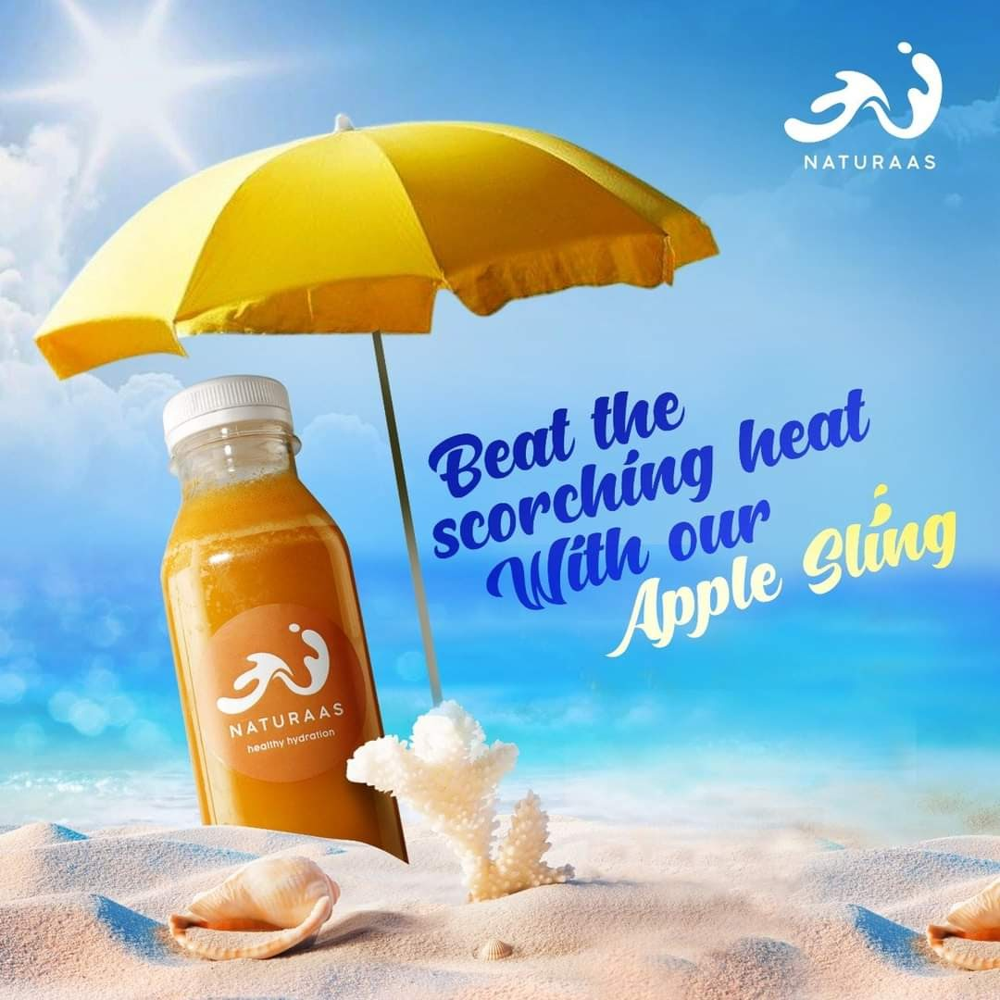 NATURAAS
Beat the
scorching heat
With our
Apple Sling
NATURAAS
healthy hydration